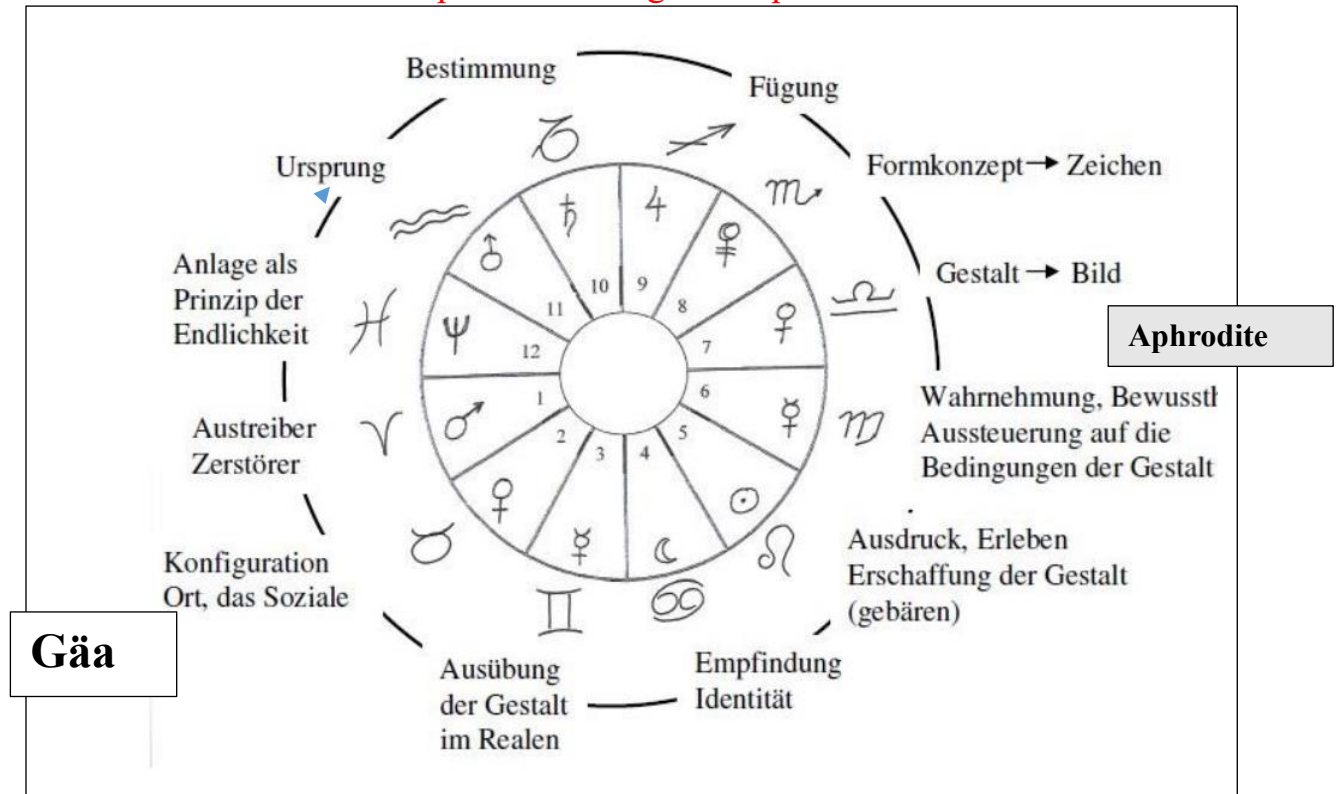 Bestimmung
Fügung
Ursprung
Formkonzept → Zeichen
Anlage als
Prinzip der
Endlichkeit
Gestalt → Bild
Aphrodite
10
9
11
8
12
7
1
6
2
5
3
4
Wahrnehmung, Bewussth
Aussteuerung auf die
Bedingungen der Gestalt
Austreiber
Zerstörer
Ausdruck, Erleben
Erschaffung der Gestalt
(gebären)
Konfiguration
Ort, das Soziale
Gäa
Empfindung
Identität
Ausübung
der Gestalt
im Realen